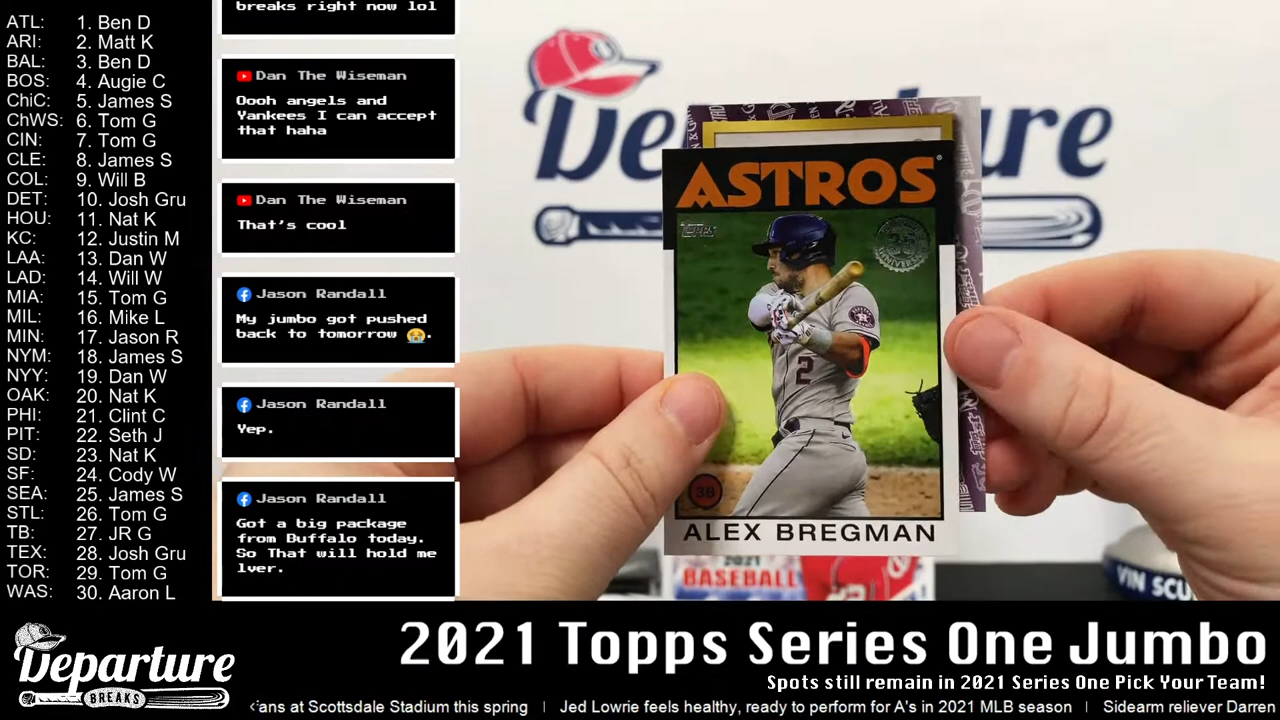 ATL: 1. Ben D
ARI: 2. Matt K
BAL: 3. Ben D
BOS: 4. Augie C
ChiC: 5. James S
ChWS: 6. Tom G
CIN: 7. Tom G
CLE: 8. James S
COL: 9. Will B
DET: 10. Josh Gru
HOU: 11. Nat K
KC: 12. Justin M
LAA: 13. Dan W
LAD: 14. Will W
MIA: 15. Tom G
MIL: 16. Mike L
MIN: 17. Jason R
NYM: 18. James S
NYY: 19. Dan W
OAK: 20. Nat K
PHI: 21. Clint C
PIT: 22. Seth J
SD: 23. Nat K
SF: 24. Cody W
SEA: 25. James S
STL: 26. Tom G
TB: 27. JR G
TEX: 28. Josh Gru
TOR: 29. Tom G
WAS: 30. Aaron L
breaks right now lol
Dan The Wiseman
Oooh angels and
Yankees I can accept
that haha
Dan The Wiseman
That's cool
Jason Randall
My jumbo got pushed
back to tomorrow 😭.
Jason Randall
Yep.
Jason Randall
Got a big package
from Buffalo today.
So That will hold me
lver.
De rture
ASTROS
Topps
35
2
3B
ALEX BREGMAN
2021
BASEBALL
VIN SCU
Departure
BREAKS
2021 Topps Series One Jumbo
Spots still remain in 2021 Series One Pick Your Team!
ans at Scottsdale Stadium this spring | Jed Lowrie feels healthy, ready to perform for A's in 2021 MLB season | Sidearm reliever Darren